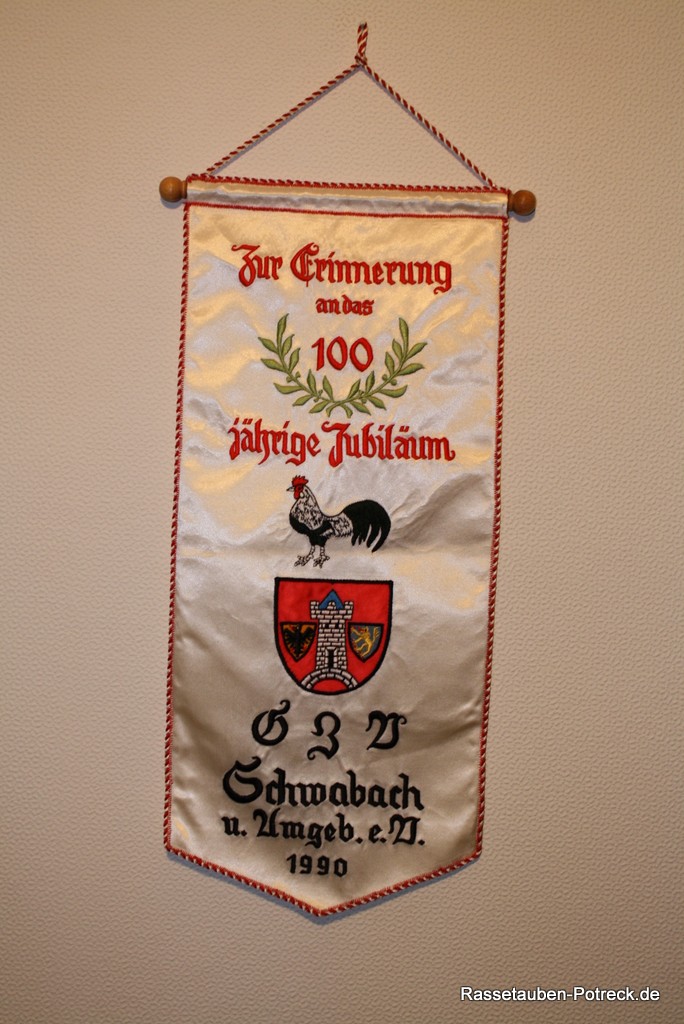 Zur Erinnerung
an das
100
jährige Jubiläum
G Z V
Schwabach
u. Umgeb. e. V.
1990
Rassetauben-Potreck.de